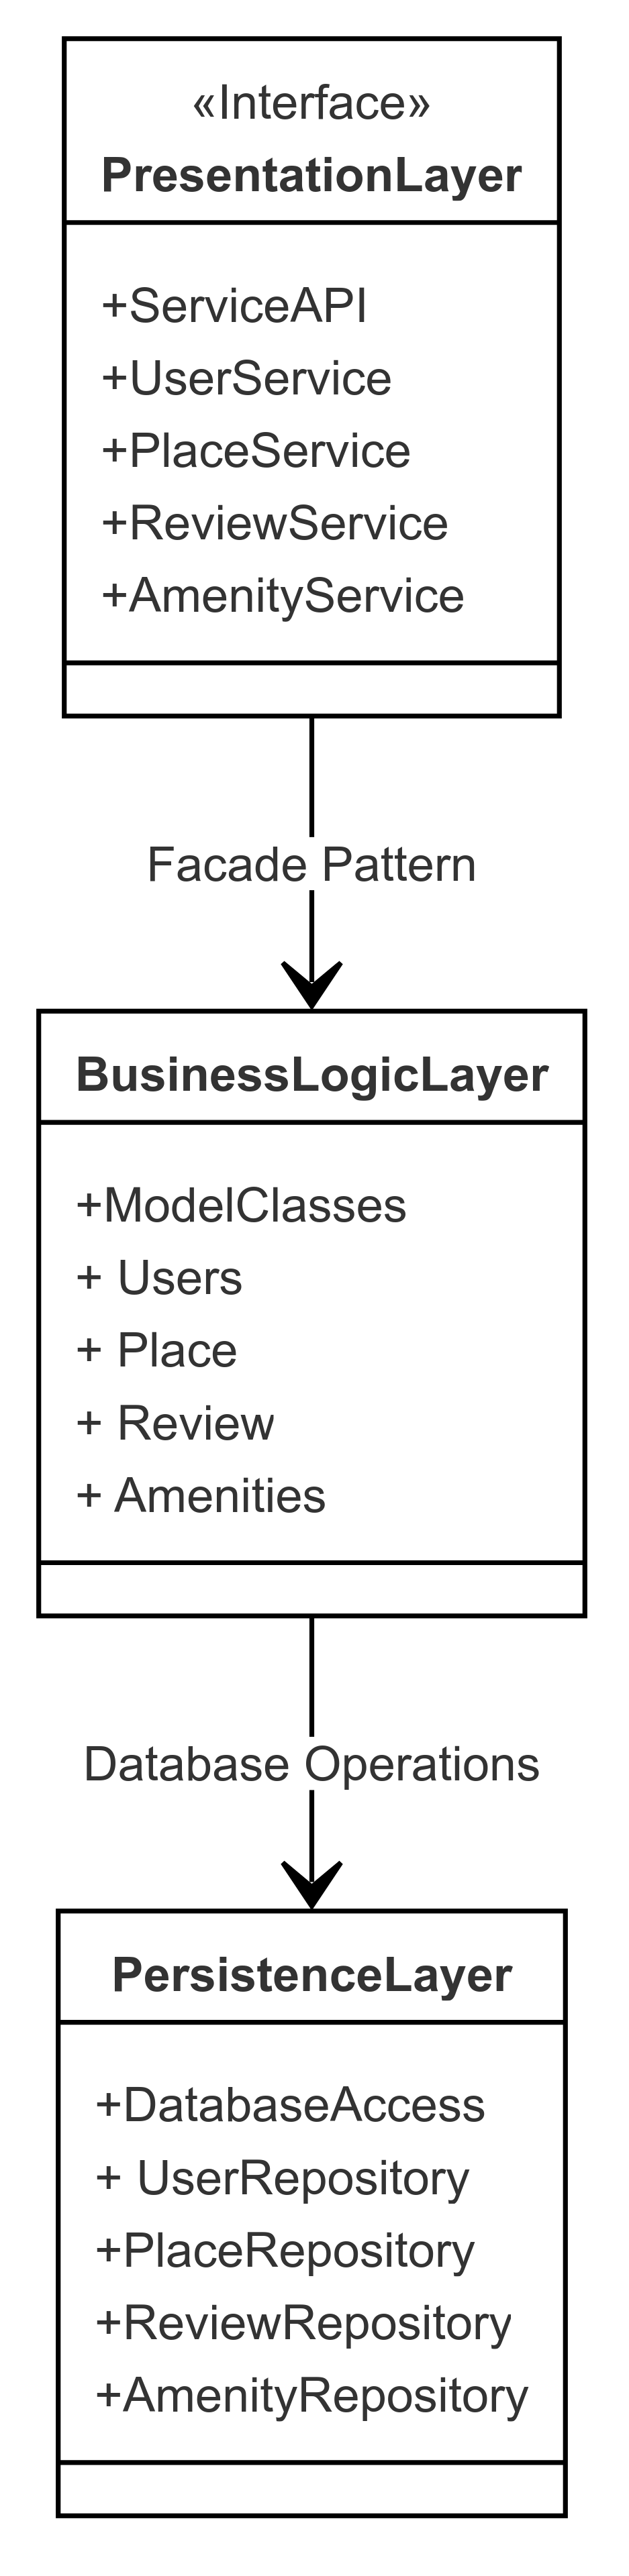 «Interface»
PresentationLayer
+ServiceAPI
+UserService
+PlaceService
+ReviewService
+AmenityService
Facade Pattern
BusinessLogicLayer
+ModelClasses
+ Users
+ Place
+ Review
+ Amenities
Database Operations
PersistenceLayer
+DatabaseAccess
+ UserRepository
+PlaceRepository
+ReviewRepository
+AmenityRepository